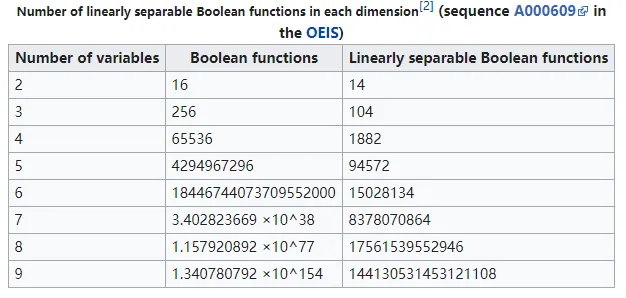 Number of linearly separable Boolean functions in each dimension[2] (sequence A000609 in
the OEIS)
Number of variables Boolean functions Linearly separable Boolean functions
2 16 14
3 256 104
4 65536 1882
5 4294967296 94572
6 18446744073709552000 15028134
7 3.402823669 ×10^38 8378070864
8 1.157920892 ×10^77 17561539552946
9 1.340780792 ×10^154 144130531453121108